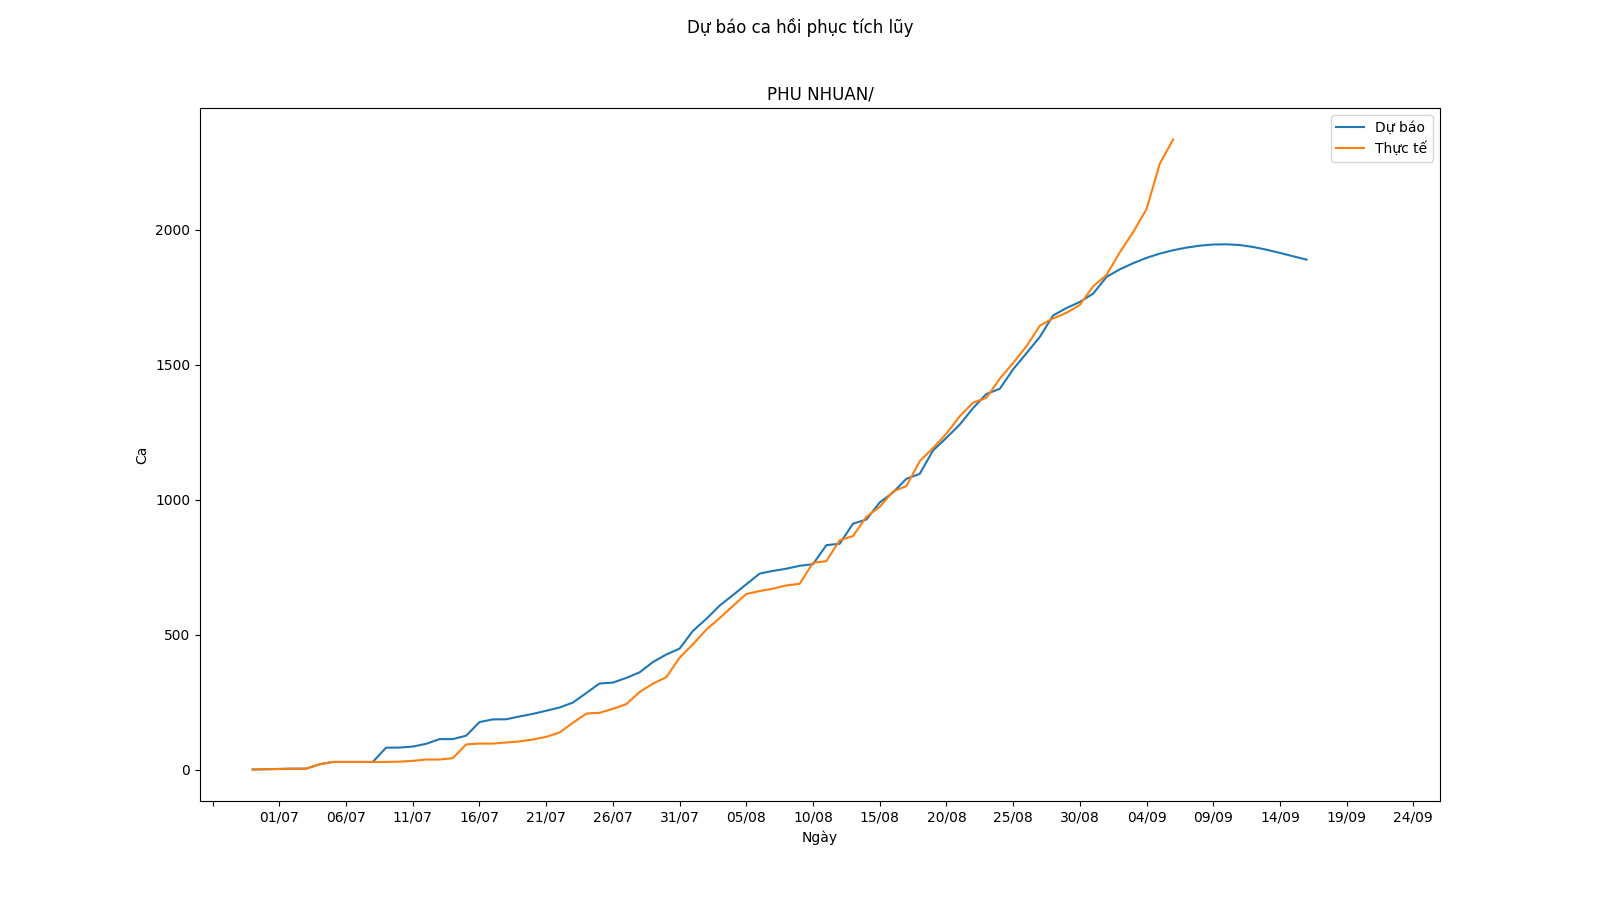 Dự báo ca hồi phục tích lũy
PHU NHUAN/
Dự báo
Thực tế
2000
1500
1000
500
0
Ca
01/07 06/07 11/07 16/07 21/07 26/07 31/07 05/08 10/08 15/08 20/08 25/08 30/08 04/09 09/09 14/09 19/09 24/09
Ngày